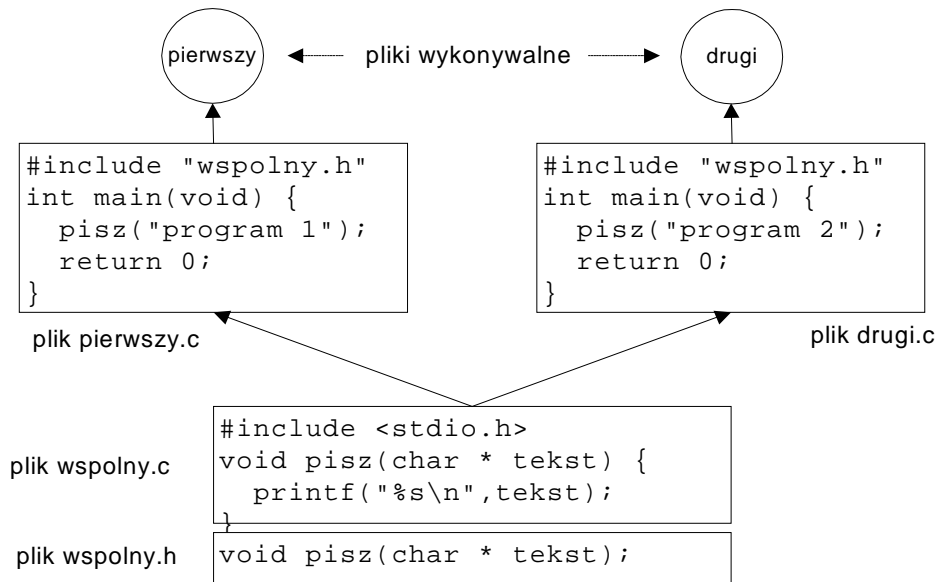 pierwszy
pliki wykonywalne
drugi
#include "wspolny.h"
int main(void) {
pisz("program 1");
return 0;
}
plik pierwszy.c
#include "wspolny.h"
int main(void) {
pisz("program 2");
return 0;
}
plik drugi.c
plik wspolny.c
#include <stdio.h>
void pisz(char * tekst) {
printf("%s\n",tekst);
}
plik wspolny.h
void pisz(char * tekst);